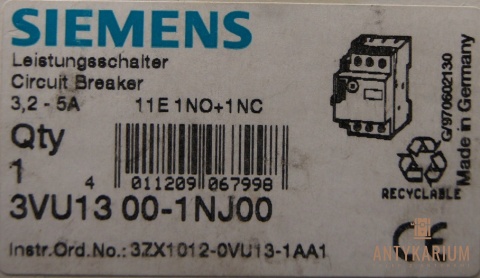 SIEMENS
Leistungsschalter
Circuit Breaker
3,2 - 5A 11E 1NO+1NC
Qty
1
4 011209 067998
3VU13 00-1NJ00
Instr.Ord.No.: 3ZX1012-0VU13-1AA1
G/970602130
Made in Germany
RECYCLABLE
CE
ANTYKARIUM